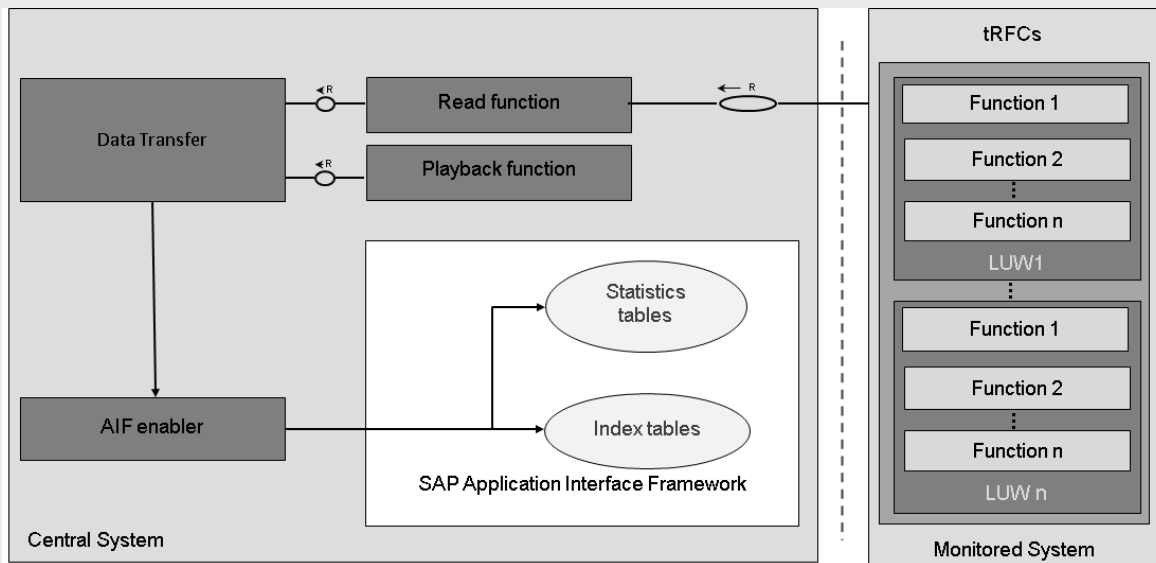 tRFCs
R
R
Read function
Function 1
Data Transfer
R
Playback function
Function 2
Function n
LUW1
Statistics
tables
Function 1
Function 2
AIF enabler
Index tables
Function n
SAP Application Interface Framework
LUW n
Central System
Monitored System